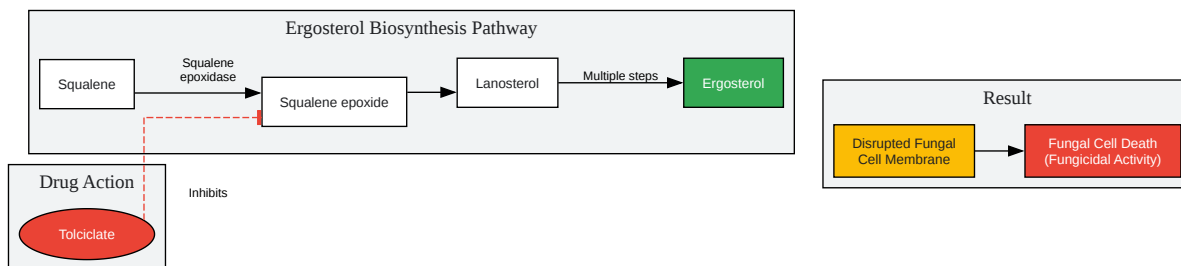 Ergosterol Biosynthesis Pathway
Squalene
Squalene
epoxidase
Squalene epoxide
Lanosterol
Multiple steps
Ergosterol
Result
Disrupted Fungal
Cell Membrane
Fungal Cell Death
(Fungicidal Activity)
Drug Action
Inhibits
Tolciclate